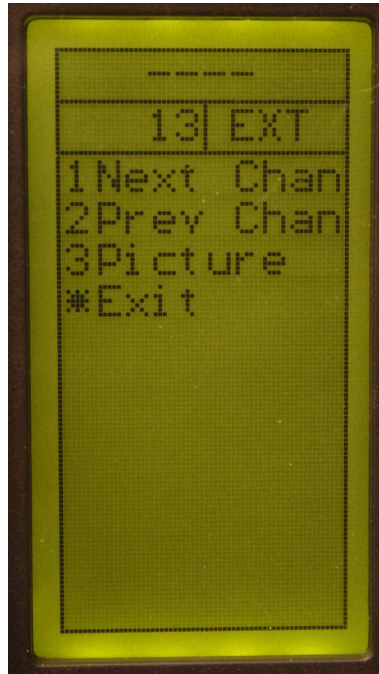 ----
13 EXT
1Next Chan
2Prev Chan
3Picture
*Exit